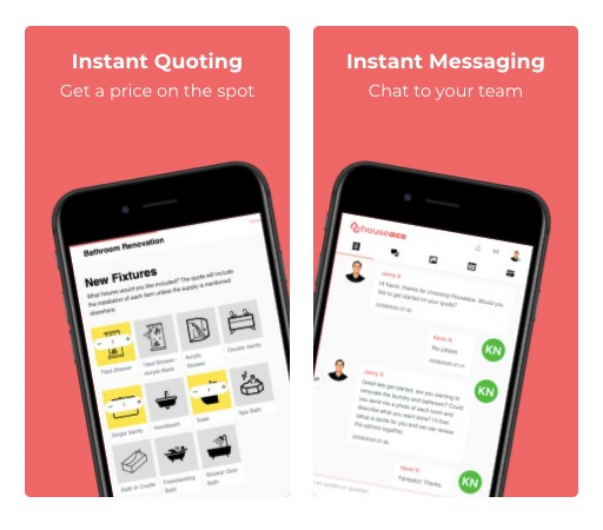 Instant Quoting
Get a price on the spot
Bathroom Renovation
New Fixtures
What fixtures would you like included? The quote will include
the installation of each item unless the supply is mentioned
elsewhere.
Tiled Shower
Tiled Shower -
Acrylic Base
Acrylic
Shower
Double Vanity
Single Vanity
Handbasin
Toilet
Spa Bath
Bath in Cradle
Freestanding
Bath
Shower Over
Bath
Instant Messaging
Chat to your team
houseace
Jenny S
Hi Kevin, thanks for choosing Houseace. Would you
like to get started on your quote?
Kevin N
Yes please
KN
Jenny S
Great lets get started, are you wanting to
renovate the laundry and bathroom? Could
you send me a photo of each room and
describe what you want done? I'll then
setup a quote for you and we can review
the options together.
KN
Kevin N
Fantastic! Thanks.
KN
an update or question